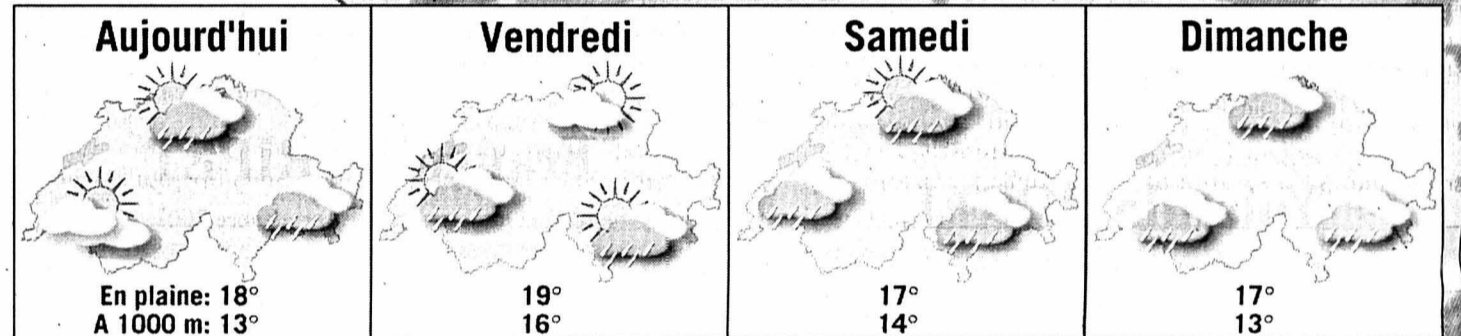 Aujourd'hui
En plaine: 18°
A 1000 m: 13°
Vendredi
19°
16°
Samedi
17°
14°
Dimanche
17°
13°